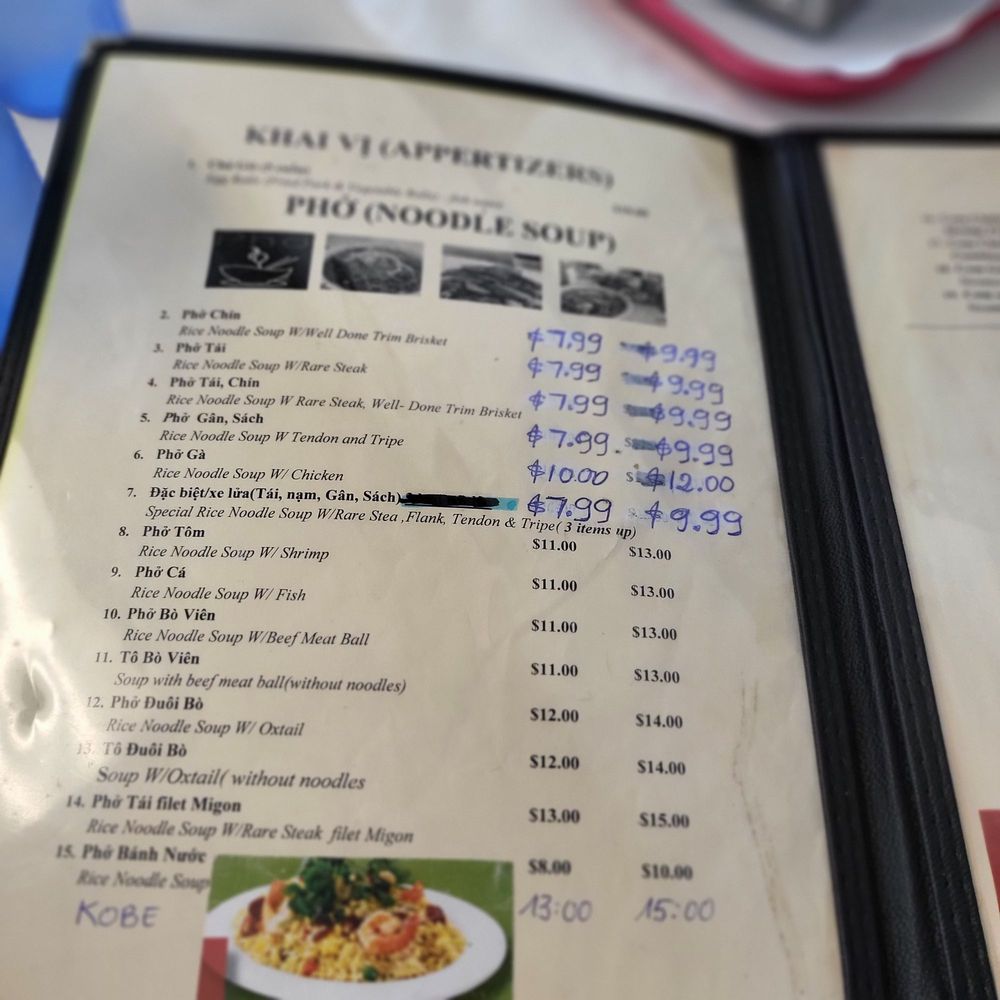 KHAI VỊ (APPERTIZERS)
PHỞ (NOODLE SOUP)
2. Phở Chín
Rice Noodle Soup W/Well Done Trim Brisket $7.99 $9.99
3. Phở Tái
Rice Noodle Soup W/Rare Steak $7.99 $9.99
4. Phở Tái, Chín
Rice Noodle Soup W Rare Steak, Well- Done Trim Brisket $7.99 $9.99
5. Phở Gân, Sách
Rice Noodle Soup W Tendon and Tripe $7.99. $9.99
6. Phở Gà
Rice Noodle Soup W/ Chicken $10.00 $12.00
7. Đặc biệt/xe lửa(Tái, nạm, Gân, Sách) $7.99 $9.99
Special Rice Noodle Soup W/Rare Stea ,Flank, Tendon & Tripe( 3 items up)
8. Phở Tôm $11.00 $13.00
Rice Noodle Soup W/ Shrimp
9. Phở Cá $11.00 $13.00
Rice Noodle Soup W/ Fish
10. Phở Bò Viên $11.00 $13.00
Rice Noodle Soup W/Beef Meat Ball
11. Tô Bò Viên $11.00 $13.00
Soup with beef meat ball(without noodles)
12. Phở Đuôi Bò $12.00 $14.00
Rice Noodle Soup W/ Oxtail
13. Tô Đuôi Bò $12.00 $14.00
Soup W/Oxtail( without noodles
14. Phở Tái filet Migon $13.00 $15.00
Rice Noodle Soup W/Rare Steak filet Migon
15. Phở Bánh Nước $8.00 $10.00
Rice Noodle Soup
KOBE 13:00 15:00